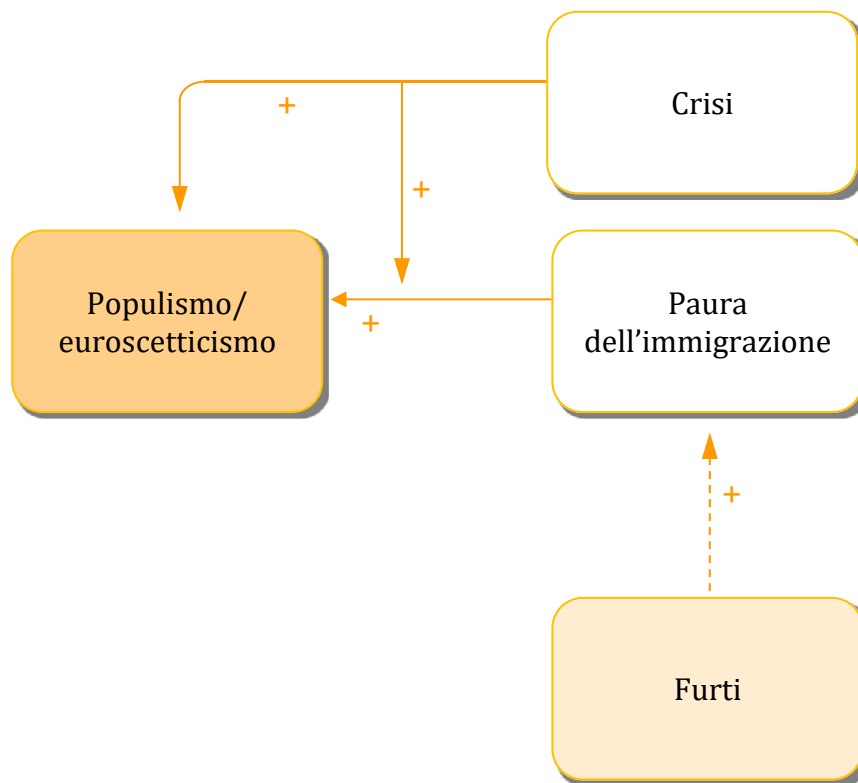 Crisi
+
+
Populismo/
euroscetticismo
+
Paura
dell’immigrazione
+
Furti